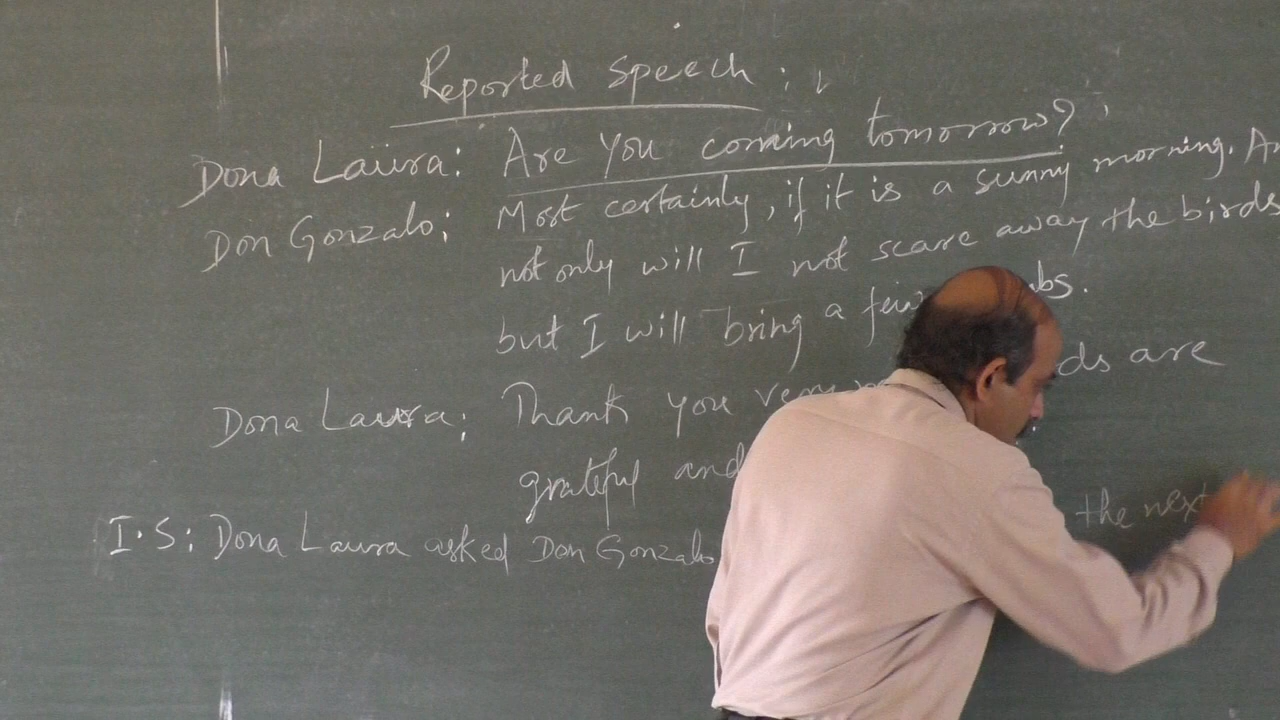 Reported Speech :
Dona Laura: Are you coming tomorrow?
Don Gonzalo: Most certainly, if it is a sunny morning. An
not only will I not scare away the birds
but I will bring a few
Dona Laura: Thank you very are
grateful and
I.S: Dona Laura asked Don Gonzalo the next